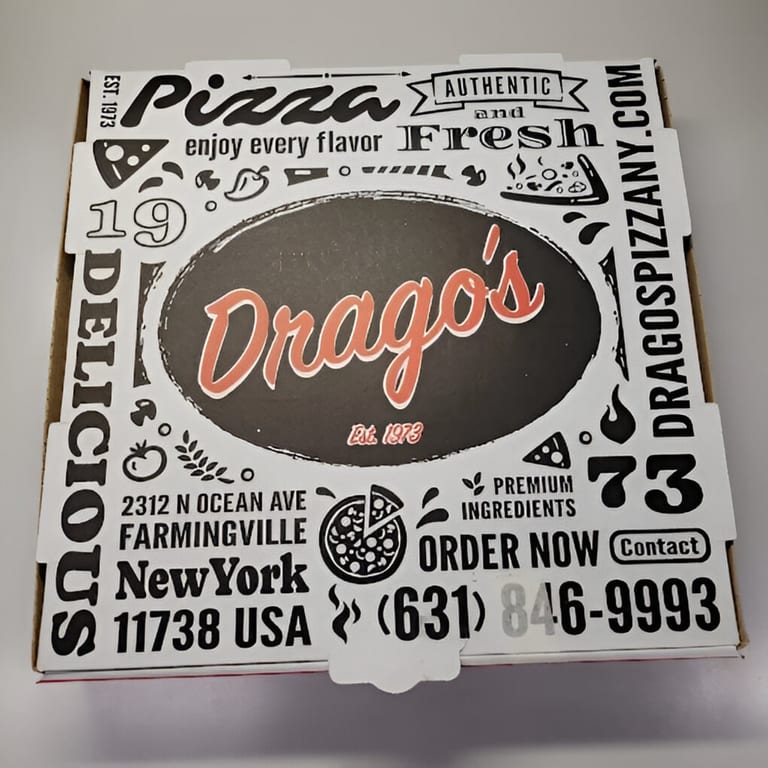 EST. 1973
Pizza
AUTHENTIC
and
enjoy every flavor
Fresh
DRAGOSPIZZANY.COM
19
DELICIOUS
Drago's
Est. 1973
73
PREMIUM
INGREDIENTS
2312 N OCEAN AVE
FARMINGVILLE
NewYork
11738 USA
ORDER NOW
Contact
(631) 846-9993